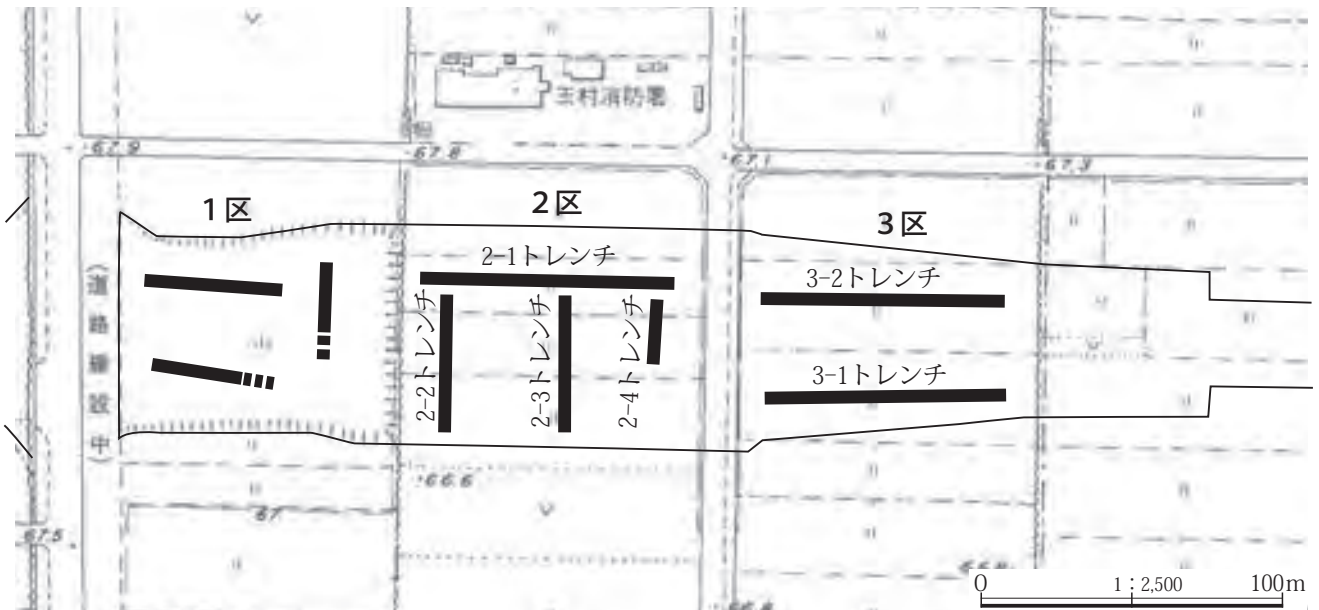 玉村消防署
67.9
67.8
67.1
67.3
1区
2区
3区
2-1トレンチ
3-2トレンチ
2-2トレンチ
2-3トレンチ
2-4トレンチ
3-1トレンチ
(道路建設中)
66.6
67
67.5
0
1：2,500
100m